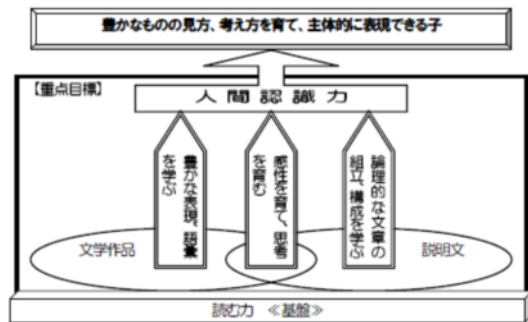 豊かなものの見方、考え方を育て、主体的に表現できる子
【重点目標】
人間認識力
豊かな表現、語彙
を学ぶ
感性を育て、思考
を育む
論理的な文章の
組立、構成を学ぶ
文学作品
説明文
読む力 ≪基盤≫